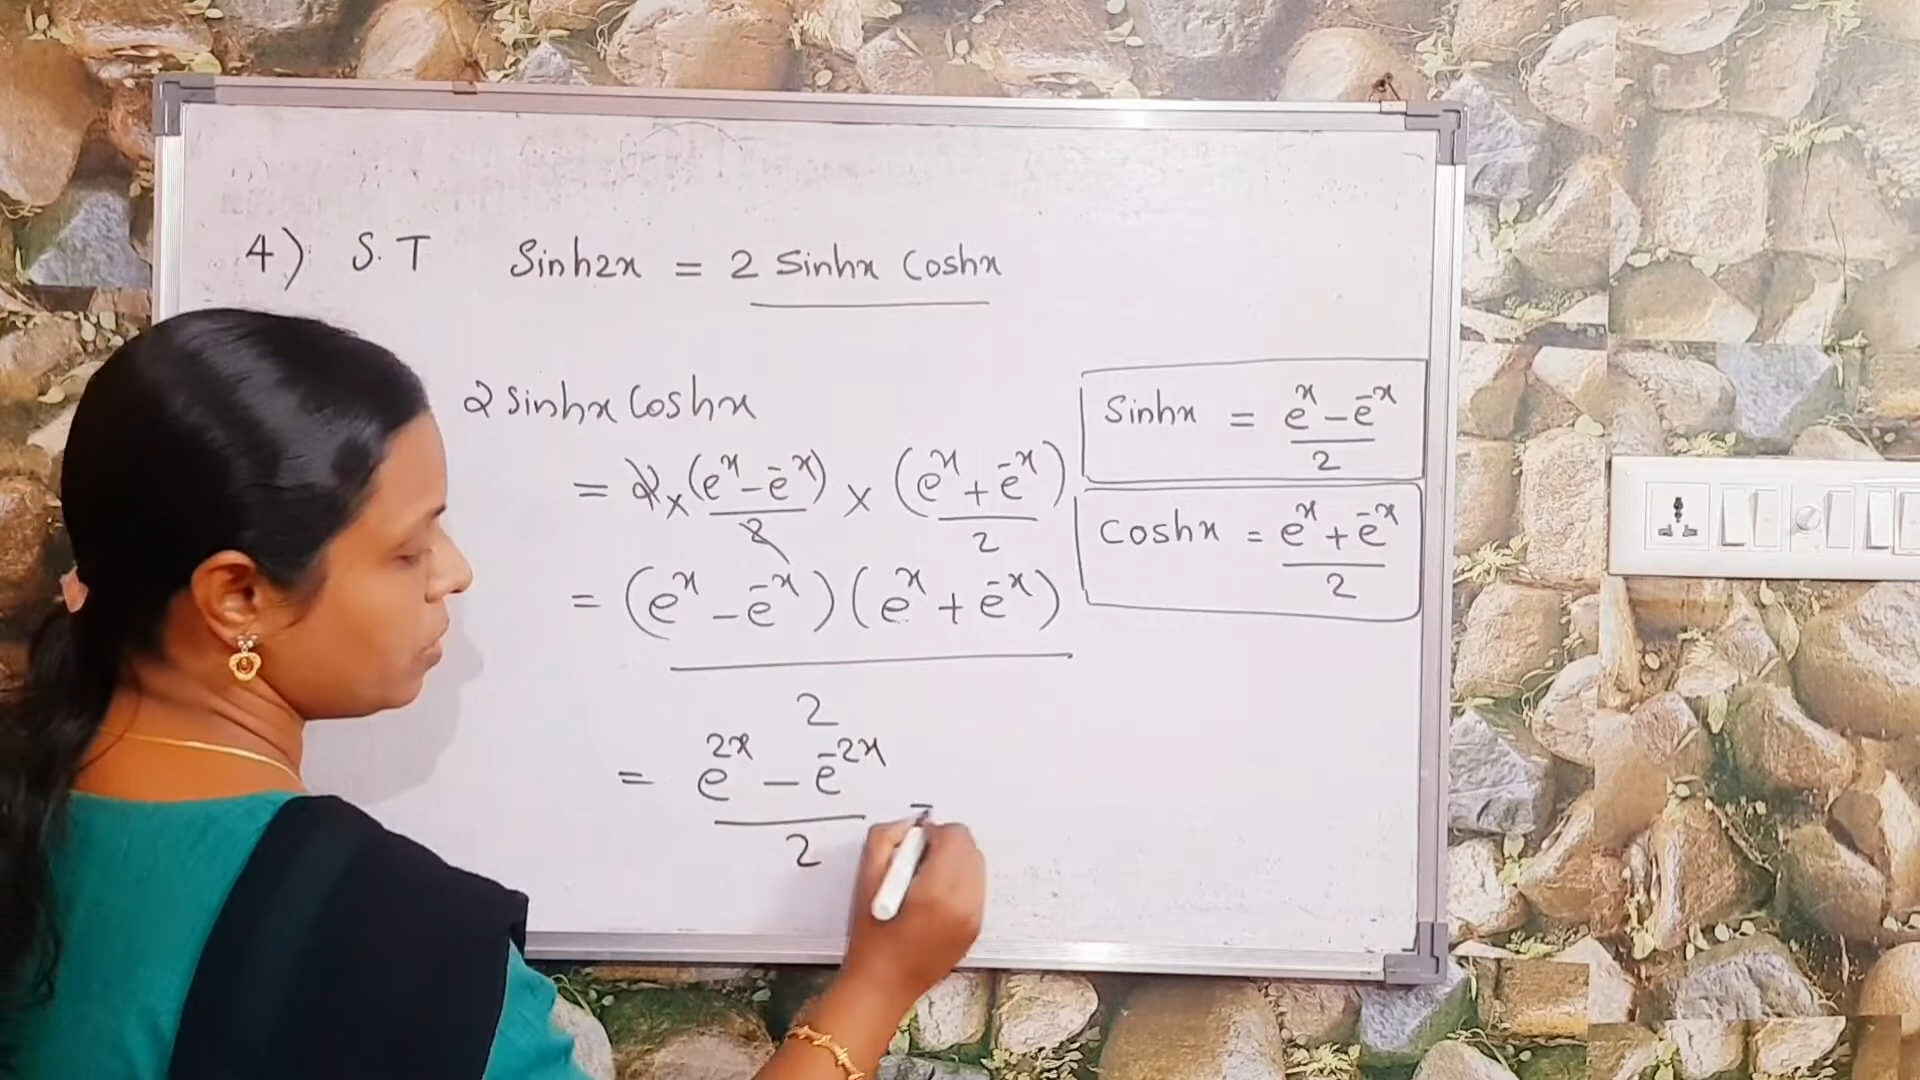 4) S.T Sinh2x = 2 Sinhx Coshx
2 sinhx Coshx
= 2 × (e^x - e^-x)/2 × (e^x + e^-x)/2
= (e^x - e^-x)(e^x + e^-x)/2
= e^2x - e^-2x/2 =
Sinhx = e^x - e^-x/2
Coshx = e^x + e^-x/2